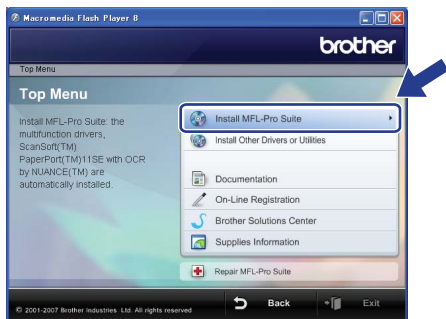 Macromedia Flash Player 8
brother
Top Menu
Top Menu
Install MFL-Pro Suite: the
multifunction drivers,
ScanSoft(TM)
PaperPort(TM)11SE with OCR
by NUANCE(TM) are
automatically installed.
Install MFL-Pro Suite
Install Other Drivers or Utilities
Documentation
On-Line Registration
Brother Solutions Center
Supplies Information
Repair MFL-Pro Suite
© 2001-2007 Brother Industries Ltd. All rights reserved
Back
Exit